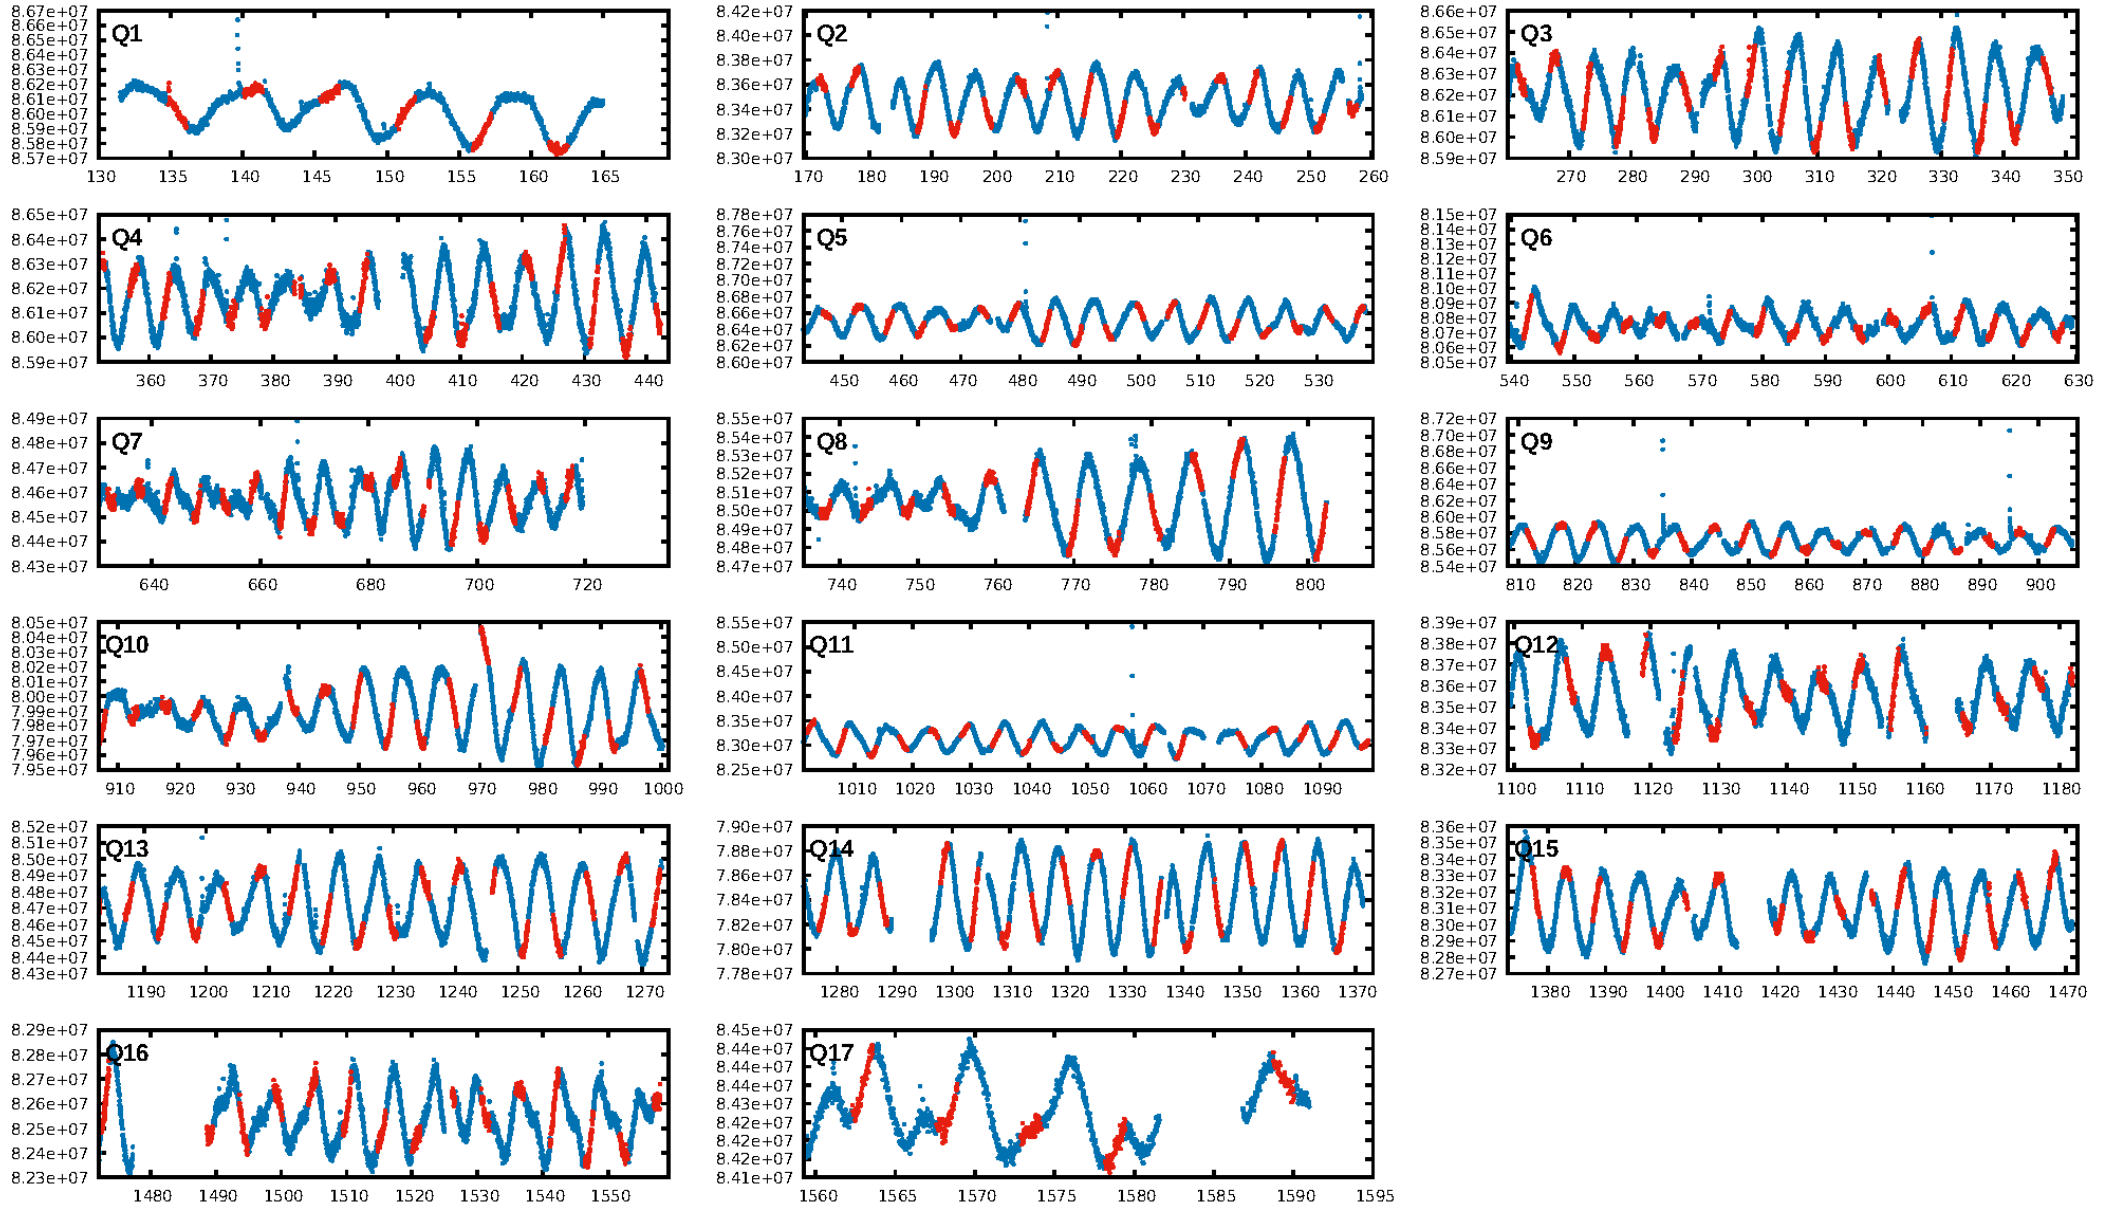 8.67e+07
8.66e+07
8.65e+07
8.64e+07
8.63e+07
8.62e+07
8.61e+07
8.60e+07
8.59e+07
8.58e+07
8.57e+07
Q1
130 135 140 145 150 155 160 165
8.42e+07
8.40e+07
8.38e+07
8.36e+07
8.34e+07
8.32e+07
8.30e+07
Q2
170 180 190 200 210 220 230 240 250 260
8.66e+07
8.65e+07
8.64e+07
8.63e+07
8.62e+07
8.61e+07
8.60e+07
8.59e+07
Q3
270 280 290 300 310 320 330 340 350
8.65e+07
8.64e+07
8.63e+07
8.62e+07
8.61e+07
8.60e+07
8.59e+07
Q4
360 370 380 390 400 410 420 430 440
8.78e+07
8.76e+07
8.74e+07
8.72e+07
8.70e+07
8.68e+07
8.66e+07
8.64e+07
8.62e+07
8.60e+07
Q5
450 460 470 480 490 500 510 520 530
8.15e+07
8.14e+07
8.13e+07
8.11e+07
8.10e+07
8.09e+07
8.08e+07
8.07e+07
8.06e+07
8.05e+07
Q6
540 550 560 570 580 590 600 610 620 630
8.49e+07
8.48e+07
8.47e+07
8.46e+07
8.45e+07
8.44e+07
8.43e+07
Q7
640 660 680 700 720
8.55e+07
8.54e+07
8.53e+07
8.51e+07
8.50e+07
8.49e+07
8.48e+07
8.47e+07
Q8
740 750 760 770 780 790 800
8.72e+07
8.70e+07
8.68e+07
8.66e+07
8.64e+07
8.62e+07
8.60e+07
8.58e+07
8.56e+07
8.54e+07
Q9
810 820 830 840 850 860 870 880 890 900
8.05e+07
8.04e+07
8.03e+07
8.02e+07
8.01e+07
8.00e+07
7.99e+07
7.98e+07
7.97e+07
7.96e+07
7.95e+07
Q10
910 920 930 940 950 960 970 980 990 1000
8.55e+07
8.50e+07
8.45e+07
8.40e+07
8.35e+07
8.30e+07
8.25e+07
Q11
1010 1020 1030 1040 1050 1060 1070 1080 1090
8.39e+07
8.38e+07
8.37e+07
8.36e+07
8.34e+07
8.33e+07
8.32e+07
Q12
1100 1110 1120 1130 1140 1150 1160 1170 1180
8.52e+07
8.51e+07
8.50e+07
8.49e+07
8.48e+07
8.47e+07
8.46e+07
8.45e+07
8.44e+07
8.43e+07
Q13
1190 1200 1210 1220 1230 1240 1250 1260 1270
7.90e+07
7.88e+07
7.86e+07
7.84e+07
7.82e+07
7.80e+07
7.78e+07
Q14
1280 1290 1300 1310 1320 1330 1340 1350 1360 1370
8.36e+07
8.35e+07
8.34e+07
8.33e+07
8.32e+07
8.31e+07
8.30e+07
8.29e+07
8.28e+07
8.27e+07
Q15
1380 1390 1400 1410 1420 1430 1440 1450 1460 1470
8.29e+07
8.28e+07
8.27e+07
8.26e+07
8.25e+07
8.24e+07
8.23e+07
Q16
1480 1490 1500 1510 1520 1530 1540 1550
8.45e+07
8.44e+07
8.44e+07
8.43e+07
8.42e+07
8.42e+07
8.41e+07
8.41e+07
Q17
1560 1565 1570 1575 1580 1585 1590 1595